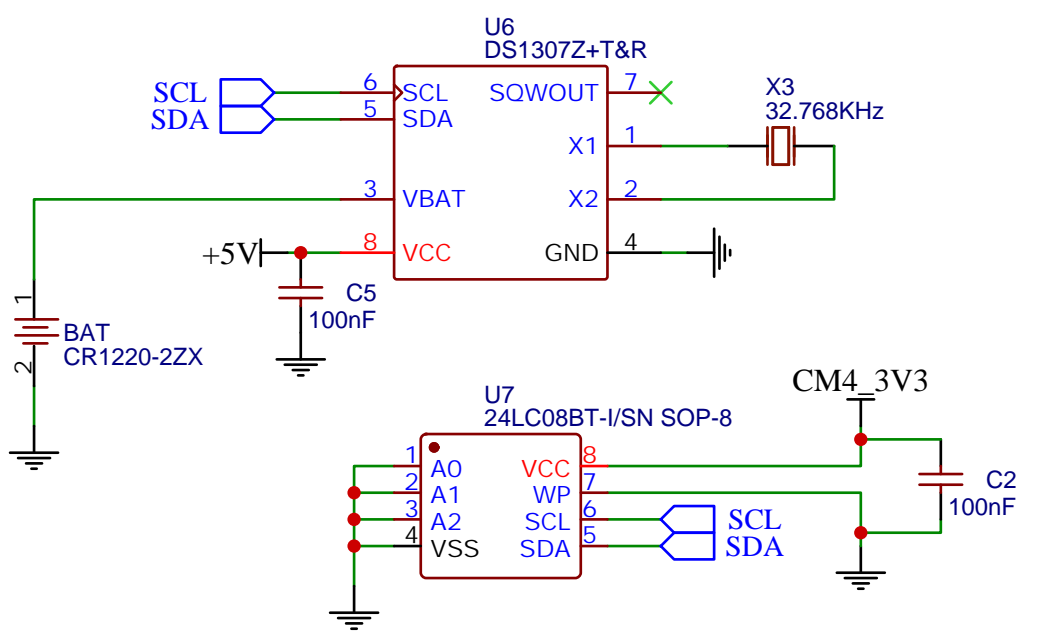 U6
DS1307Z+T&R
SCL
6
SCL
SQWOUT
7
X3
32.768KHz
SDA
5
SDA
X1
1
3
VBAT
X2
2
+5V
8
VCC
GND
4
C5
100nF
1
BAT
CR1220-2ZX
2
CM4_3V3
U7
24LC08BT-I/SN SOP-8
1
A0
VCC
8
2
A1
WP
7
C2
100nF
3
A2
SCL
6
SCL
4
VSS
SDA
5
SDA